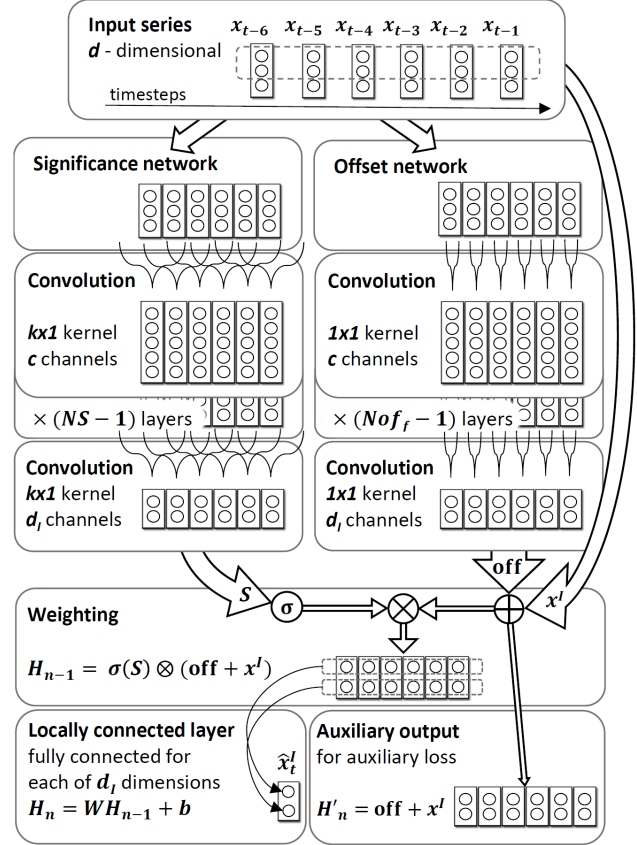 Input series
d - dimensional
x_{t−6} x_{t−5} x_{t−4} x_{t−3} x_{t−2} x_{t−1}
timesteps
Significance network
Offset network
Convolution
kx1 kernel
c channels
Convolution
1x1 kernel
c channels
× (NS − 1) layers
× (Nof_f − 1) layers
Convolution
kx1 kernel
d_I channels
Convolution
1x1 kernel
d_I channels
S
σ
off
x^I
Weighting
H_{n−1} = σ(S) ⊗ (off + x^I)
Locally connected layer
fully connected for
each of d_I dimensions
H_n = WH_{n−1} + b
x̂_t^I
Auxiliary output
for auxiliary loss
H'_n = off + x^I